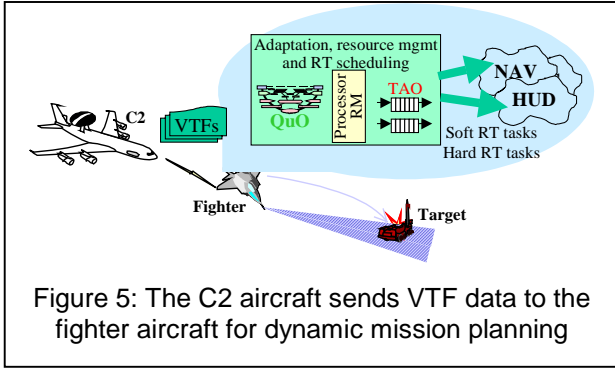 Adaptation, resource mgmt
and RT scheduling
QuO
Processor
RM
TAO
NAV
HUD
Soft RT tasks
Hard RT tasks
C2
VTFs
Fighter
Target
Figure 5: The C2 aircraft sends VTF data to the
fighter aircraft for dynamic mission planning